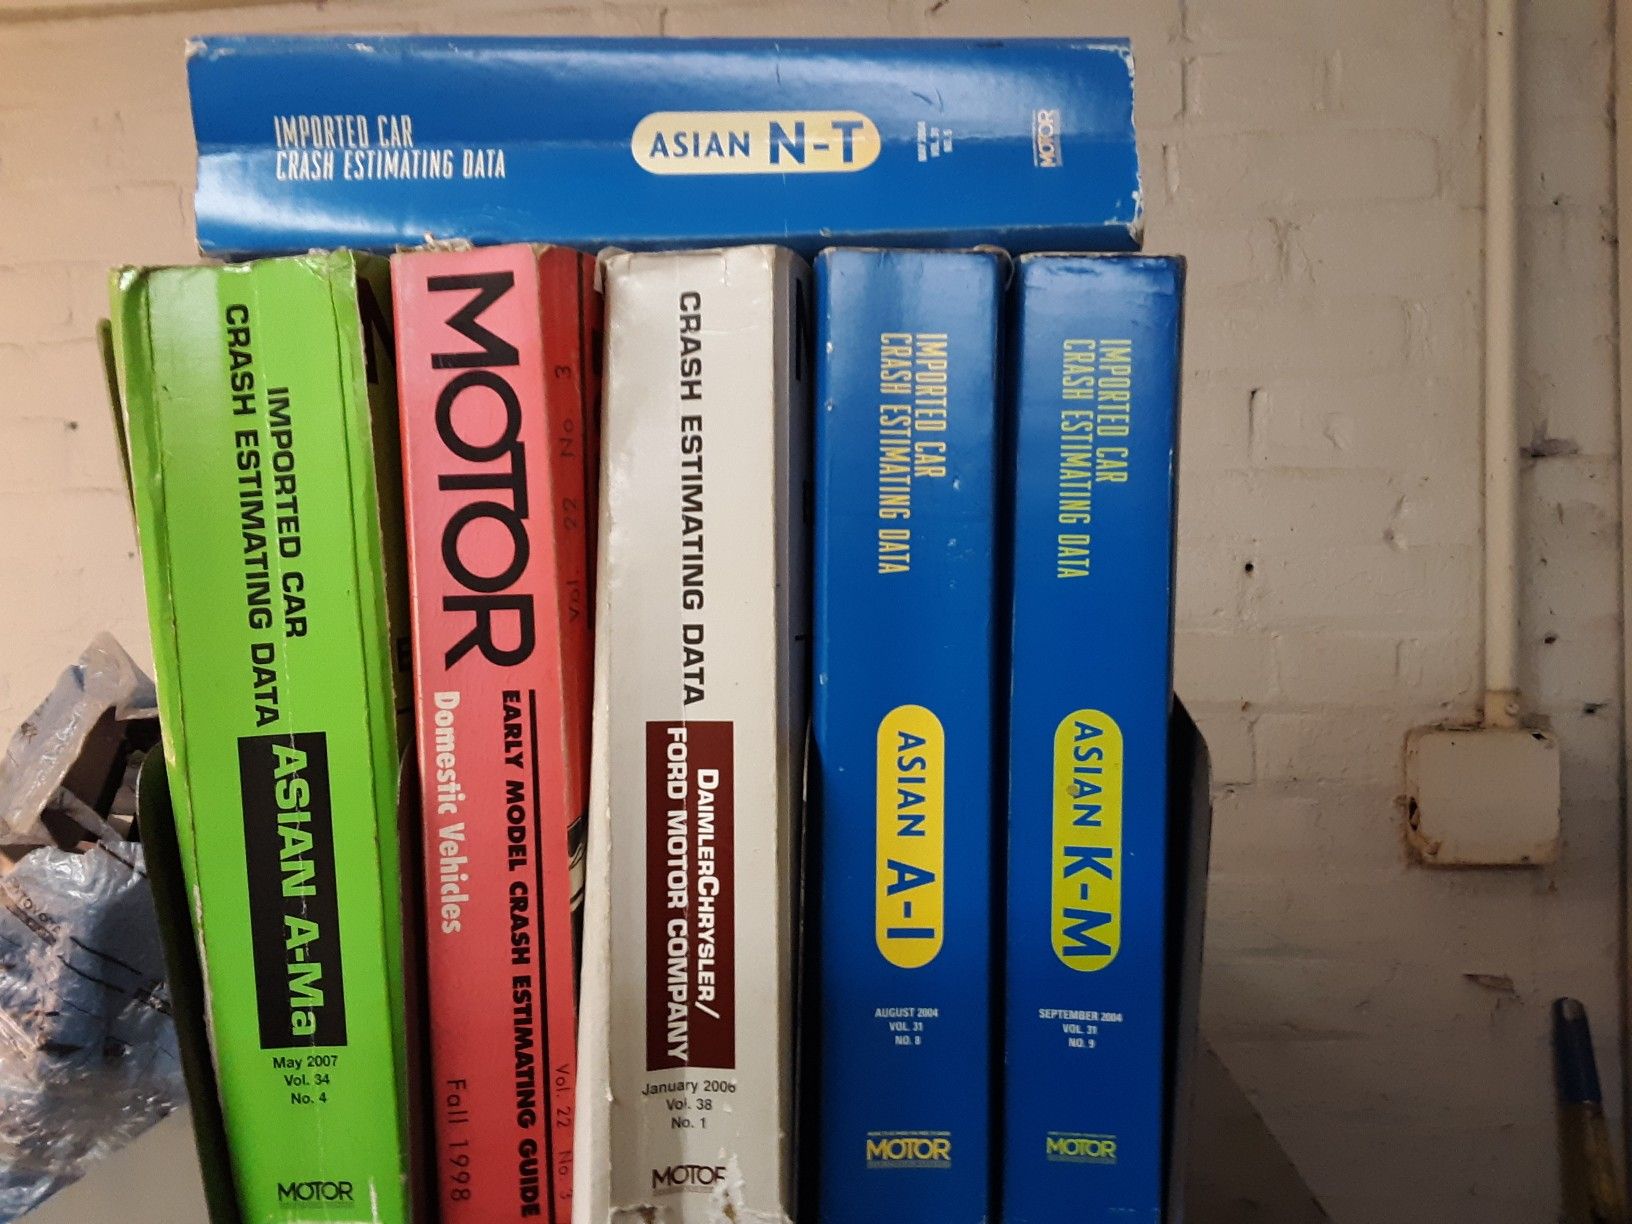 IMPORTED CAR
CRASH ESTIMATING DATA
ASIAN N-T
MOTOR
IMPORTED CAR
CRASH ESTIMATING DATA
ASIAN A-Ma
May 2007
Vol. 34
No. 4
MOTOR
MOTOR
EARLY MODEL CRASH ESTIMATING GUIDE
Domestic Vehicles
Fall 1998
Vol. 22 No. 3
Vol 22 No 3
CRASH ESTIMATING DATA
DAIMLERCHRYSLER/
FORD MOTOR COMPANY
January 2006
Vol. 38
No. 1
MOTOR
IMPORTED CAR
CRASH ESTIMATING DATA
ASIAN A-I
AUGUST 2004
VOL. 31
NO. 8
MOTOR
IMPORTED CAR
CRASH ESTIMATING DATA
ASIAN K-M
SEPTEMBER 2004
VOL. 31
NO. 9
MOTOR